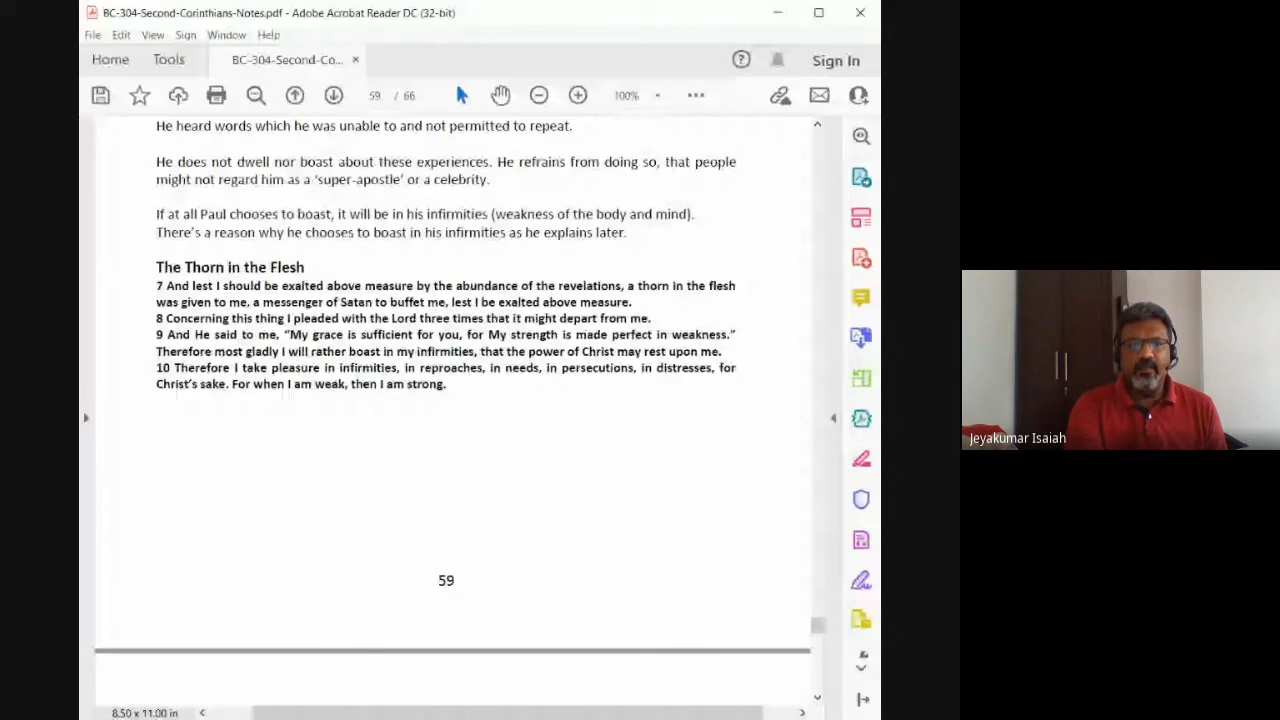 BC-304-Second-Corinthians-Notes.pdf - Adobe Acrobat Reader DC (32-bit)
File Edit View Sign Window Help
Home Tools BC-304-Second-Co... × Sign In
59 / 66 100%
He heard words which he was unable to and not permitted to repeat.
He does not dwell nor boast about these experiences. He refrains from doing so, that people
might not regard him as a ‘super-apostle’ or a celebrity.
If at all Paul chooses to boast, it will be in his infirmities (weakness of the body and mind).
There’s a reason why he chooses to boast in his infirmities as he explains later.
The Thorn in the Flesh
7 And lest I should be exalted above measure by the abundance of the revelations, a thorn in the flesh
was given to me, a messenger of Satan to buffet me, lest I be exalted above measure.
8 Concerning this thing I pleaded with the Lord three times that it might depart from me.
9 And He said to me, “My grace is sufficient for you, for My strength is made perfect in weakness.”
Therefore most gladly I will rather boast in my infirmities, that the power of Christ may rest upon me.
10 Therefore I take pleasure in infirmities, in reproaches, in needs, in persecutions, in distresses, for
Christ’s sake. For when I am weak, then I am strong.
59
8.50 x 11.00 in
Jeyakumar Isaiah